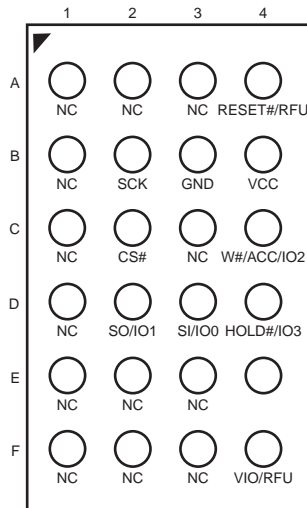 1 2 3 4
A
NC NC NC RESET#/RFU
B
NC SCK GND VCC
C
NC CS# NC W#/ACC/IO2
D
NC SO/IO1 SI/IO0 HOLD#/IO3
E
NC NC NC
F
NC NC NC VIO/RFU